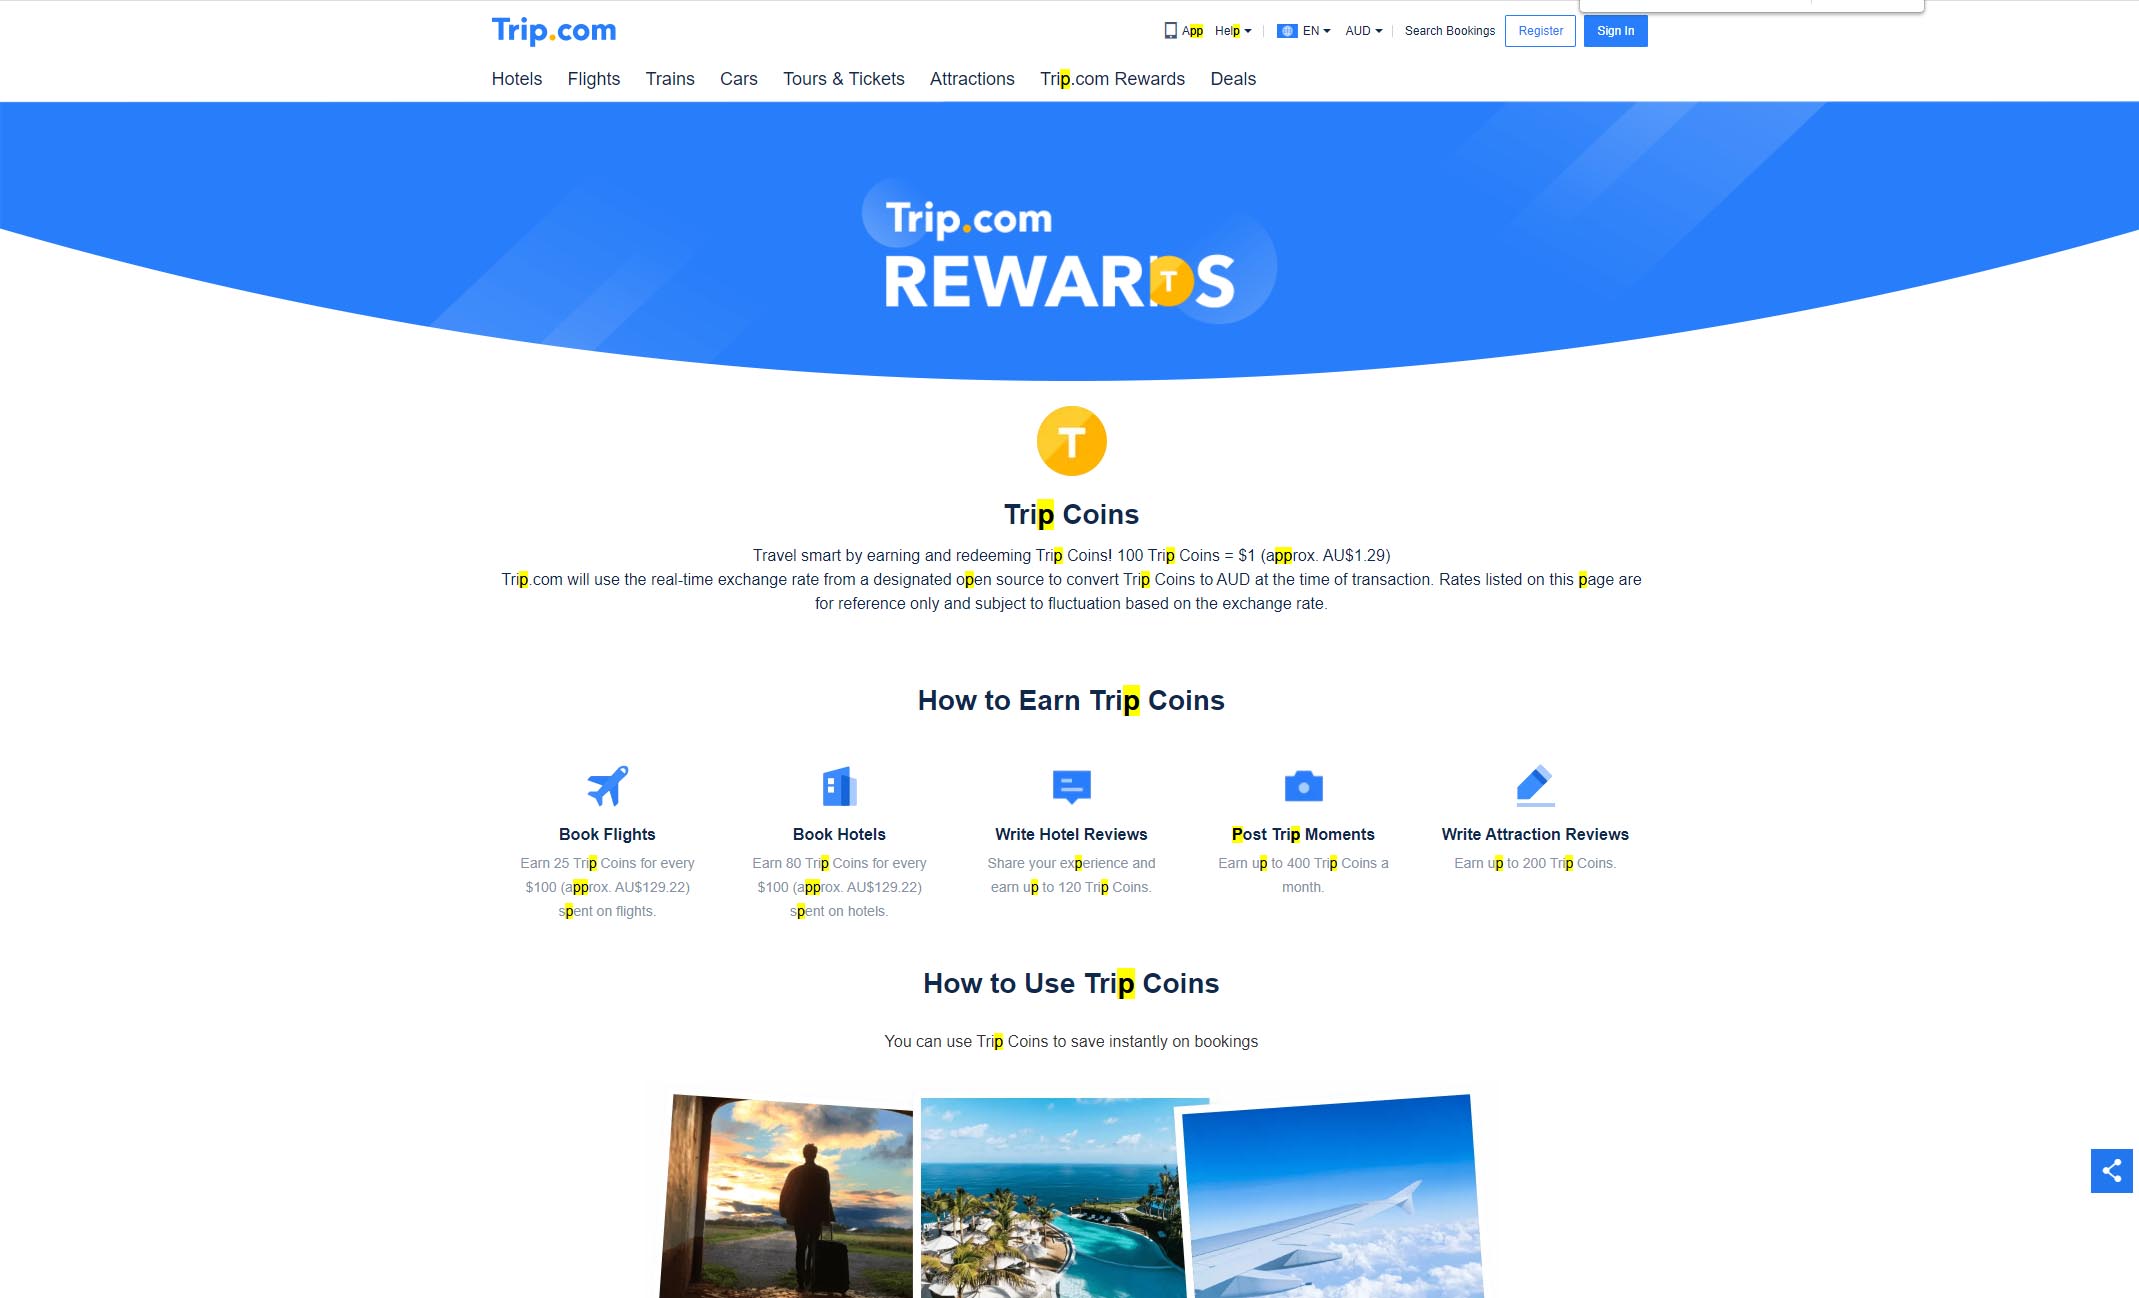 Trip.com
App Help EN AUD Search Bookings Register Sign In
Hotels Flights Trains Cars Tours & Tickets Attractions Trip.com Rewards Deals
Trip.com
REWARDS
T
Trip Coins
Travel smart by earning and redeeming Trip Coins! 100 Trip Coins = $1 (approx. AU$1.29)
Trip.com will use the real-time exchange rate from a designated open source to convert Trip Coins to AUD at the time of transaction. Rates listed on this page are
for reference only and subject to fluctuation based on the exchange rate.
How to Earn Trip Coins
Book Flights
Earn 25 Trip Coins for every
$100 (approx. AU$129.22)
spent on flights.
Book Hotels
Earn 80 Trip Coins for every
$100 (approx. AU$129.22)
spent on hotels.
Write Hotel Reviews
Share your experience and
earn up to 120 Trip Coins.
Post Trip Moments
Earn up to 400 Trip Coins a
month.
Write Attraction Reviews
Earn up to 200 Trip Coins.
How to Use Trip Coins
You can use Trip Coins to save instantly on bookings